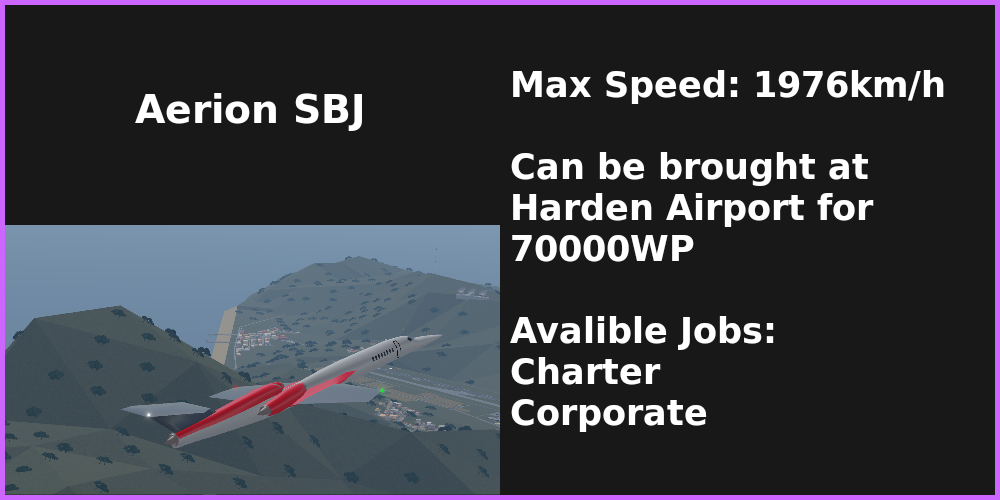 Aerion SBJ
Max Speed: 1976km/h
Can be brought at
Harden Airport for
70000WP
Avalible Jobs:
Charter
Corporate